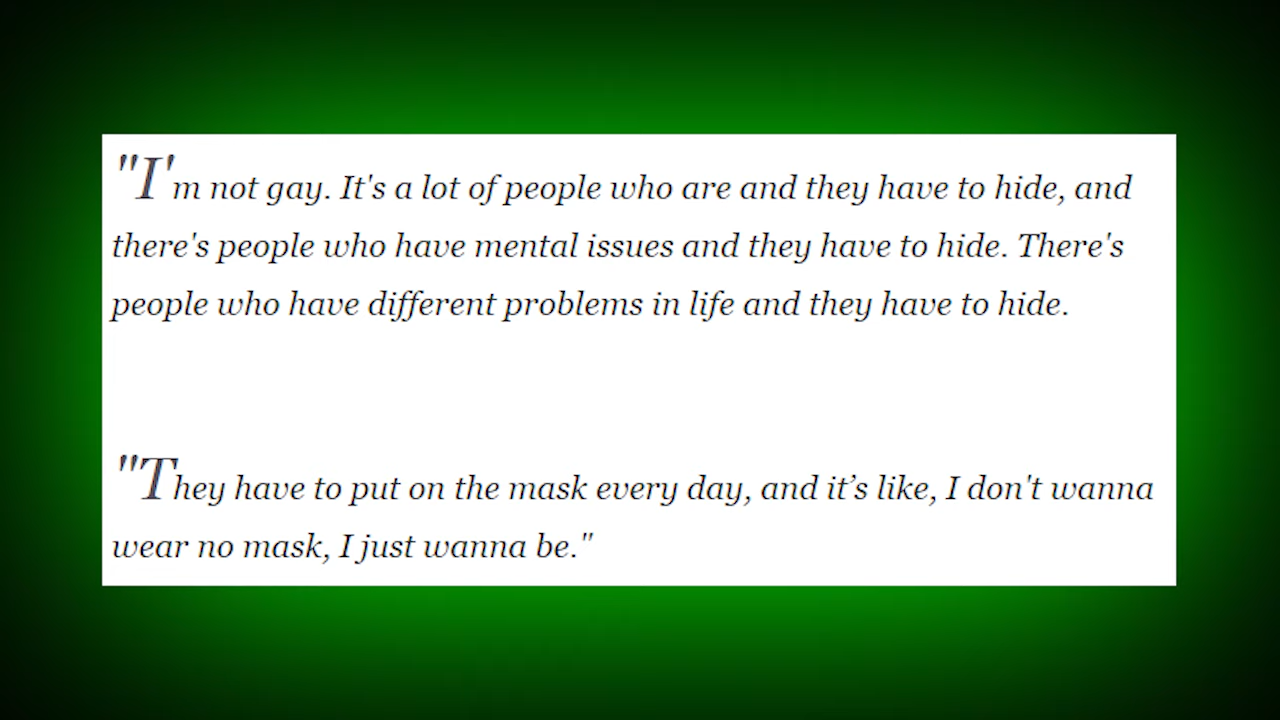 "I'm not gay. It's a lot of people who are and they have to hide, and
there's people who have mental issues and they have to hide. There's
people who have different problems in life and they have to hide.
"They have to put on the mask every day, and it’s like, I don't wanna
wear no mask, I just wanna be."